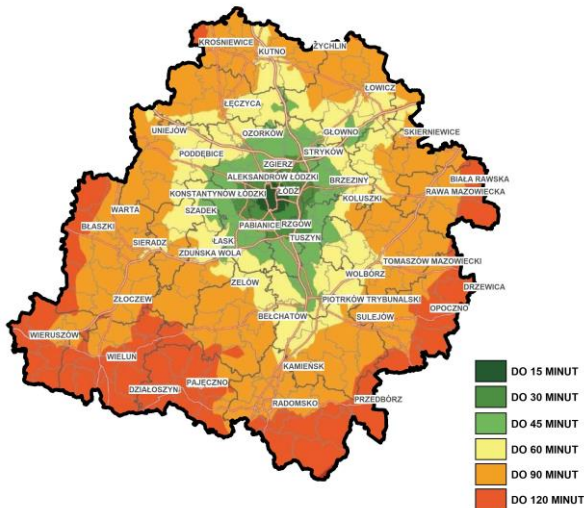 KROŚNIEWICE
ŻYCHLIN
KUTNO
ŁOWICZ
ŁĘCZYCA
UNIEJÓW
OZORKÓW
GŁOWNO
SKIERNIEWICE
STRYKÓW
PODDĘBICE
ZGIERZ
ALEKSANDRÓW ŁÓDZKI
BRZEZINY
BIAŁA RAWSKA
KONSTANTYNÓW ŁÓDZKI
ŁÓDŹ
RAWA MAZOWIECKA
KOLUSZKI
WARTA
SZADEK
BŁASZKI
PABIANICE
RZGÓW
SIERADZ
ŁASK
TUSZYN
ZDUŃSKA WOLA
TOMASZÓW MAZOWIECKI
WOLBÓRZ
ZELÓW
DRZEWICA
ZŁOCZEW
PIOTRKÓW TRYBUNALSKI
OPOCZNO
BEŁCHATÓW
SULEJÓW
WIERUSZÓW
WIELUŃ
KAMIEŃSK
DZIAŁOSZYN
PAJĘCZNO
RADOMSKO
PRZEDBÓRZ
DO 15 MINUT
DO 30 MINUT
DO 45 MINUT
DO 60 MINUT
DO 90 MINUT
DO 120 MINUT